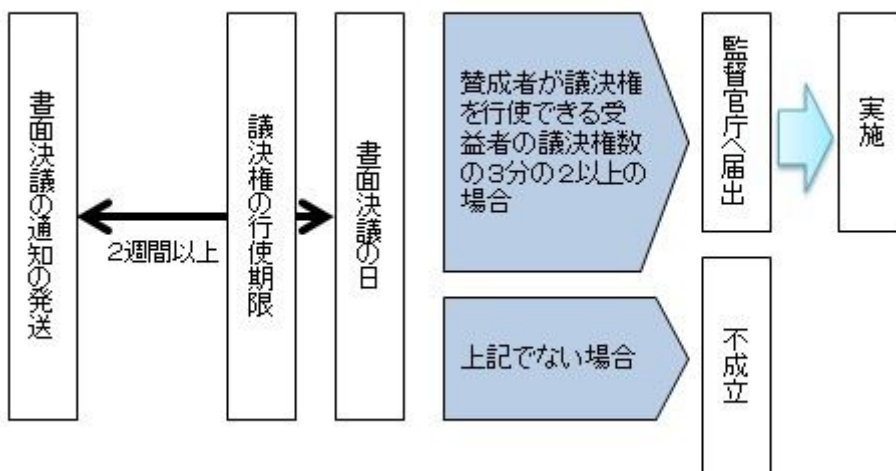 書面決議の通知の発送
2週間以上
議決権の行使期限
書面決議の日
賛成者が議決権
を行使できる受
益者の議決権数
の3分の2以上の
場合
監督官庁へ届出
実施
上記でない場合
不成立